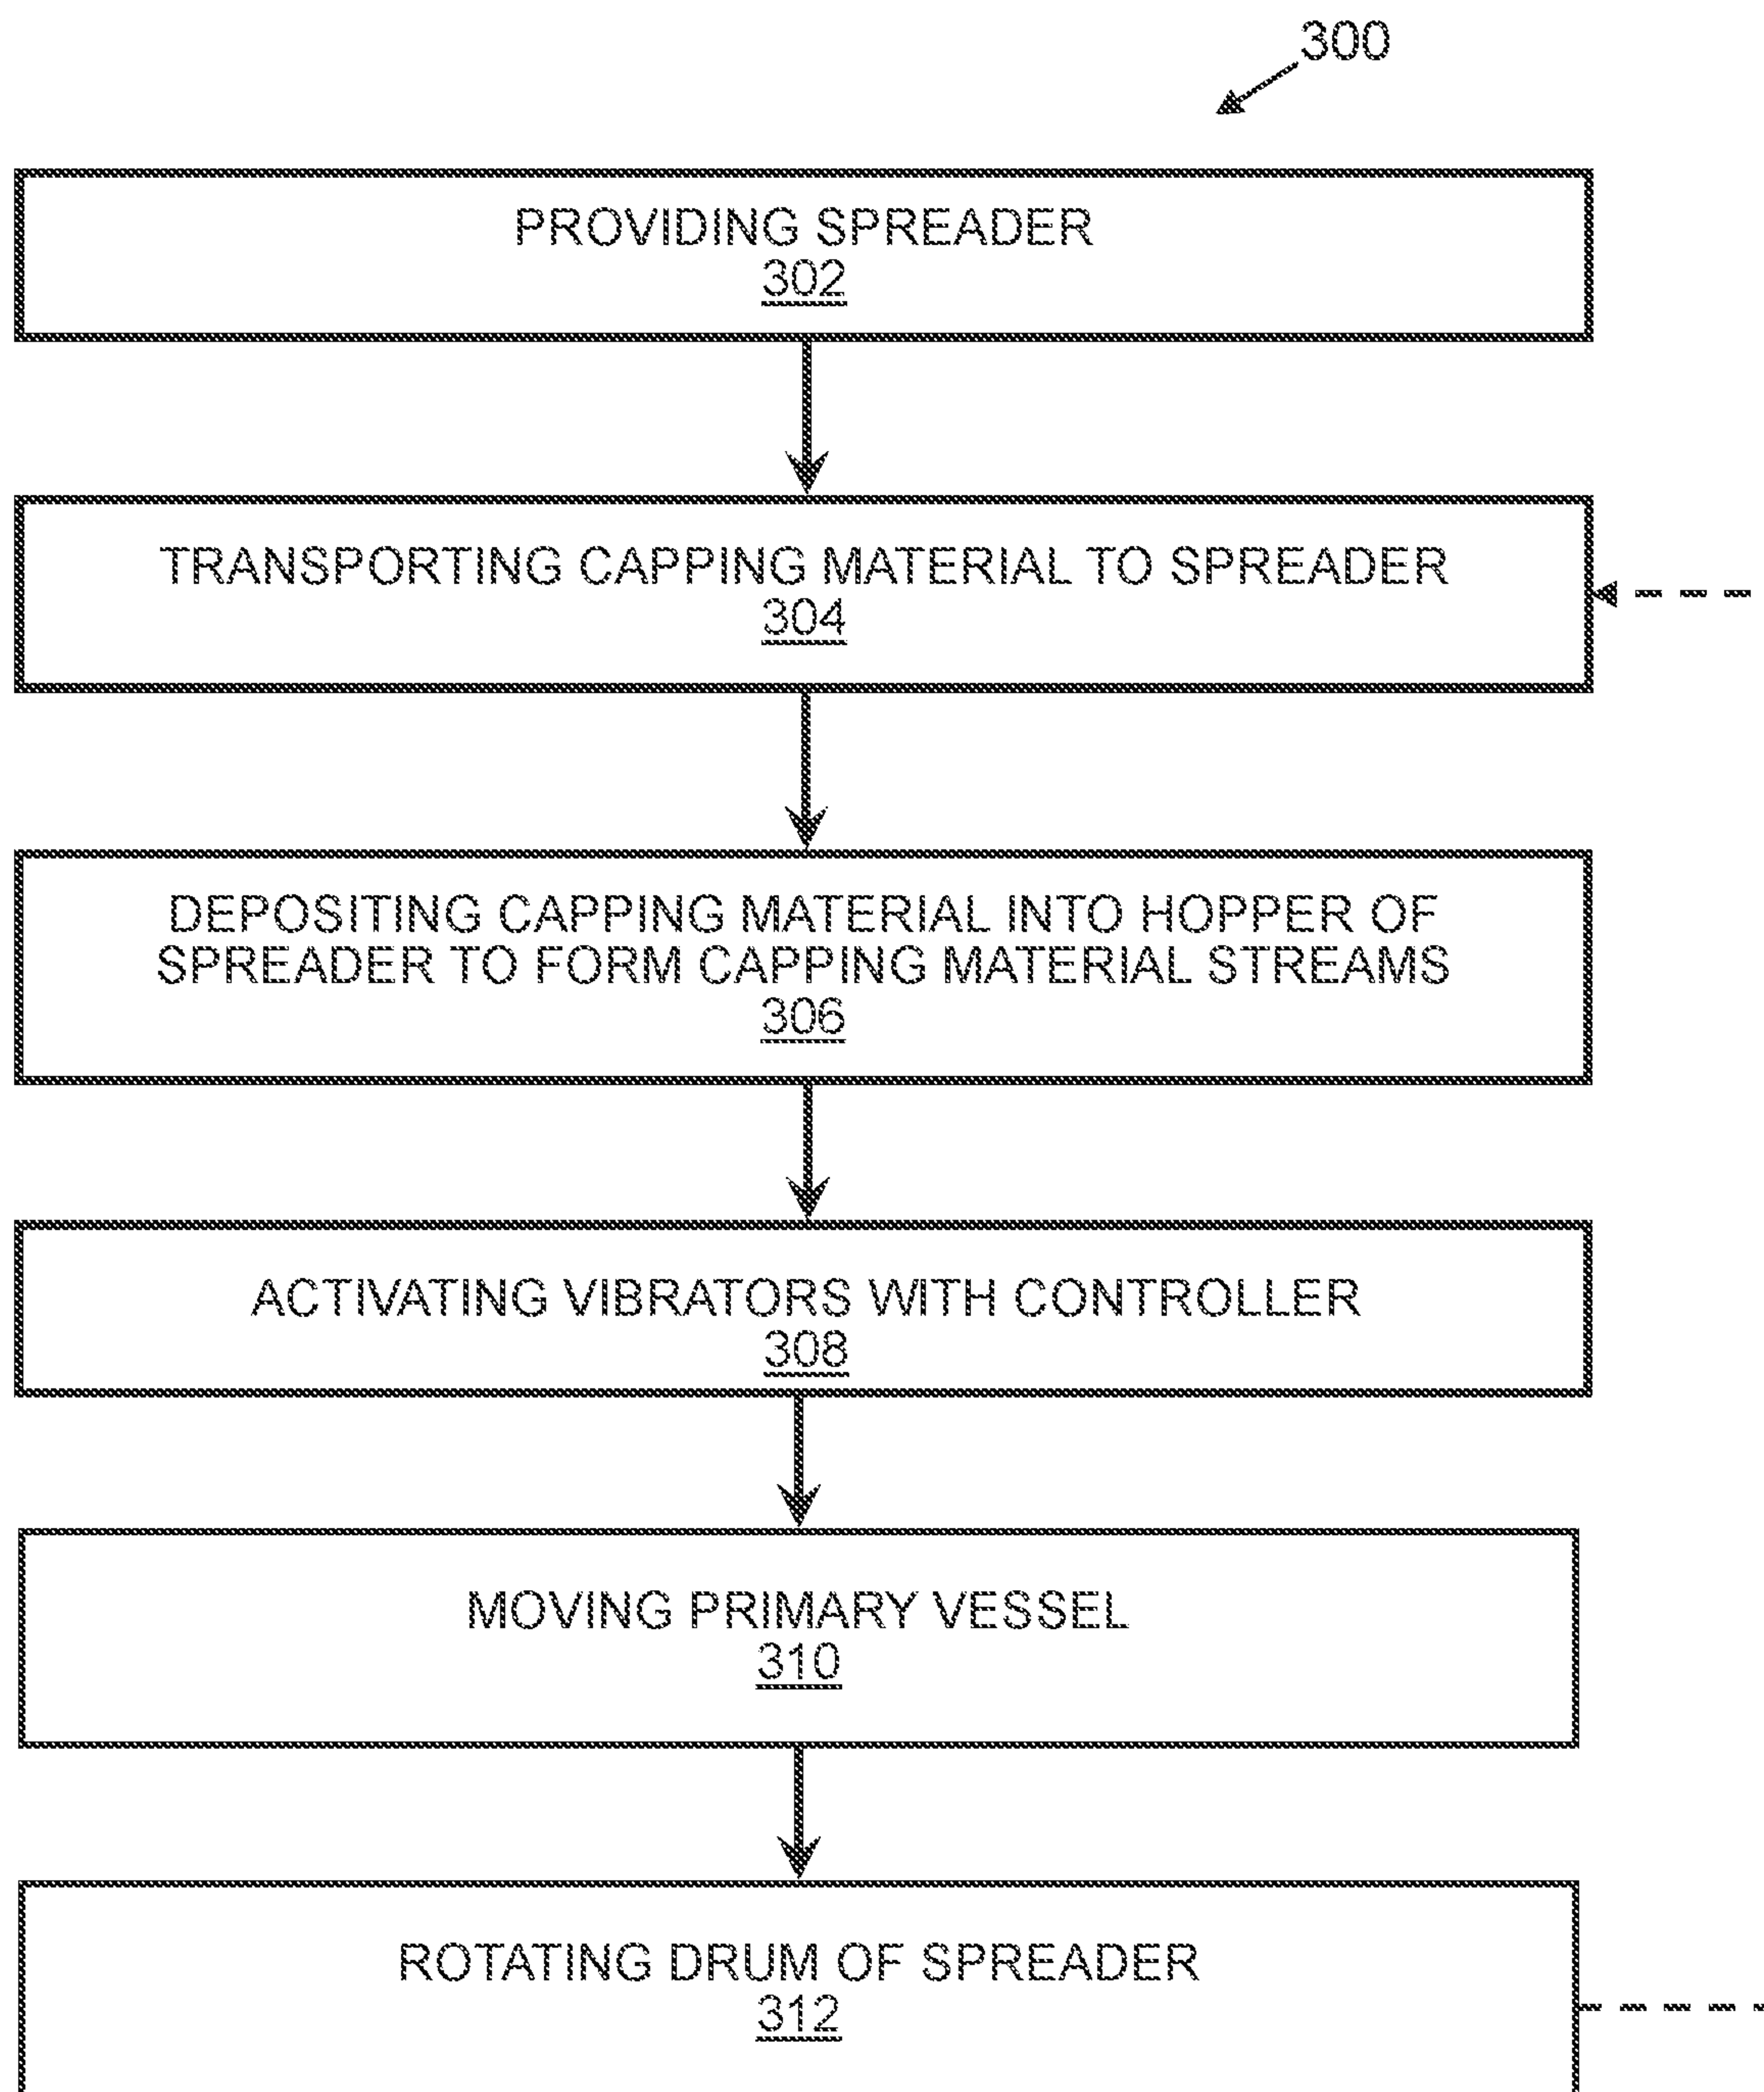 300
PROVIDING SPREADER
302
TRANSPORTING CAPPING MATERIAL TO SPREADER
304
DEPOSITING CAPPING MATERIAL INTO HOPPER OF
SPREADER TO FORM CAPPING MATERIAL STREAMS
306
ACTIVATING VIBRATORS WITH CONTROLLER
308
MOVING PRIMARY VESSEL
310
ROTATING DRUM OF SPREADER
312